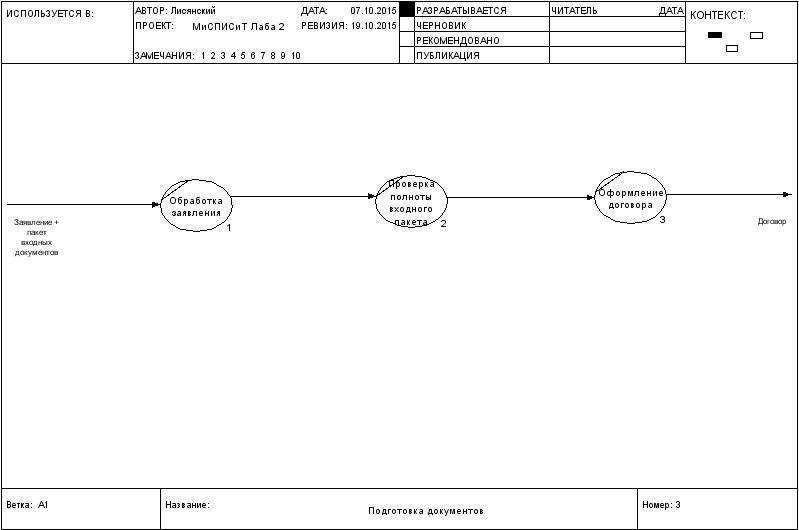 ИСПОЛЬЗУЕТСЯ В:
АВТОР: Лисянский
ДАТА: 07.10.2015
ПРОЕКТ: МиСПИСиТ Лаба 2
РЕВИЗИЯ: 19.10.2015
ЗАМЕЧАНИЯ: 1 2 3 4 5 6 7 8 9 10
РАЗРАБАТЫВАЕТСЯ
ЧЕРНОВИК
РЕКОМЕНДОВАНО
ПУБЛИКАЦИЯ
ЧИТАТЕЛЬ
ДАТА
КОНТЕКСТ:
Заявление +
пакет
входных
документов
Обработка
заявления
1
Проверка
полноты
входного
пакета
2
Оформление
договора
3
Договор
Ветка: А1
Название:
Подготовка документов
Номер: 3